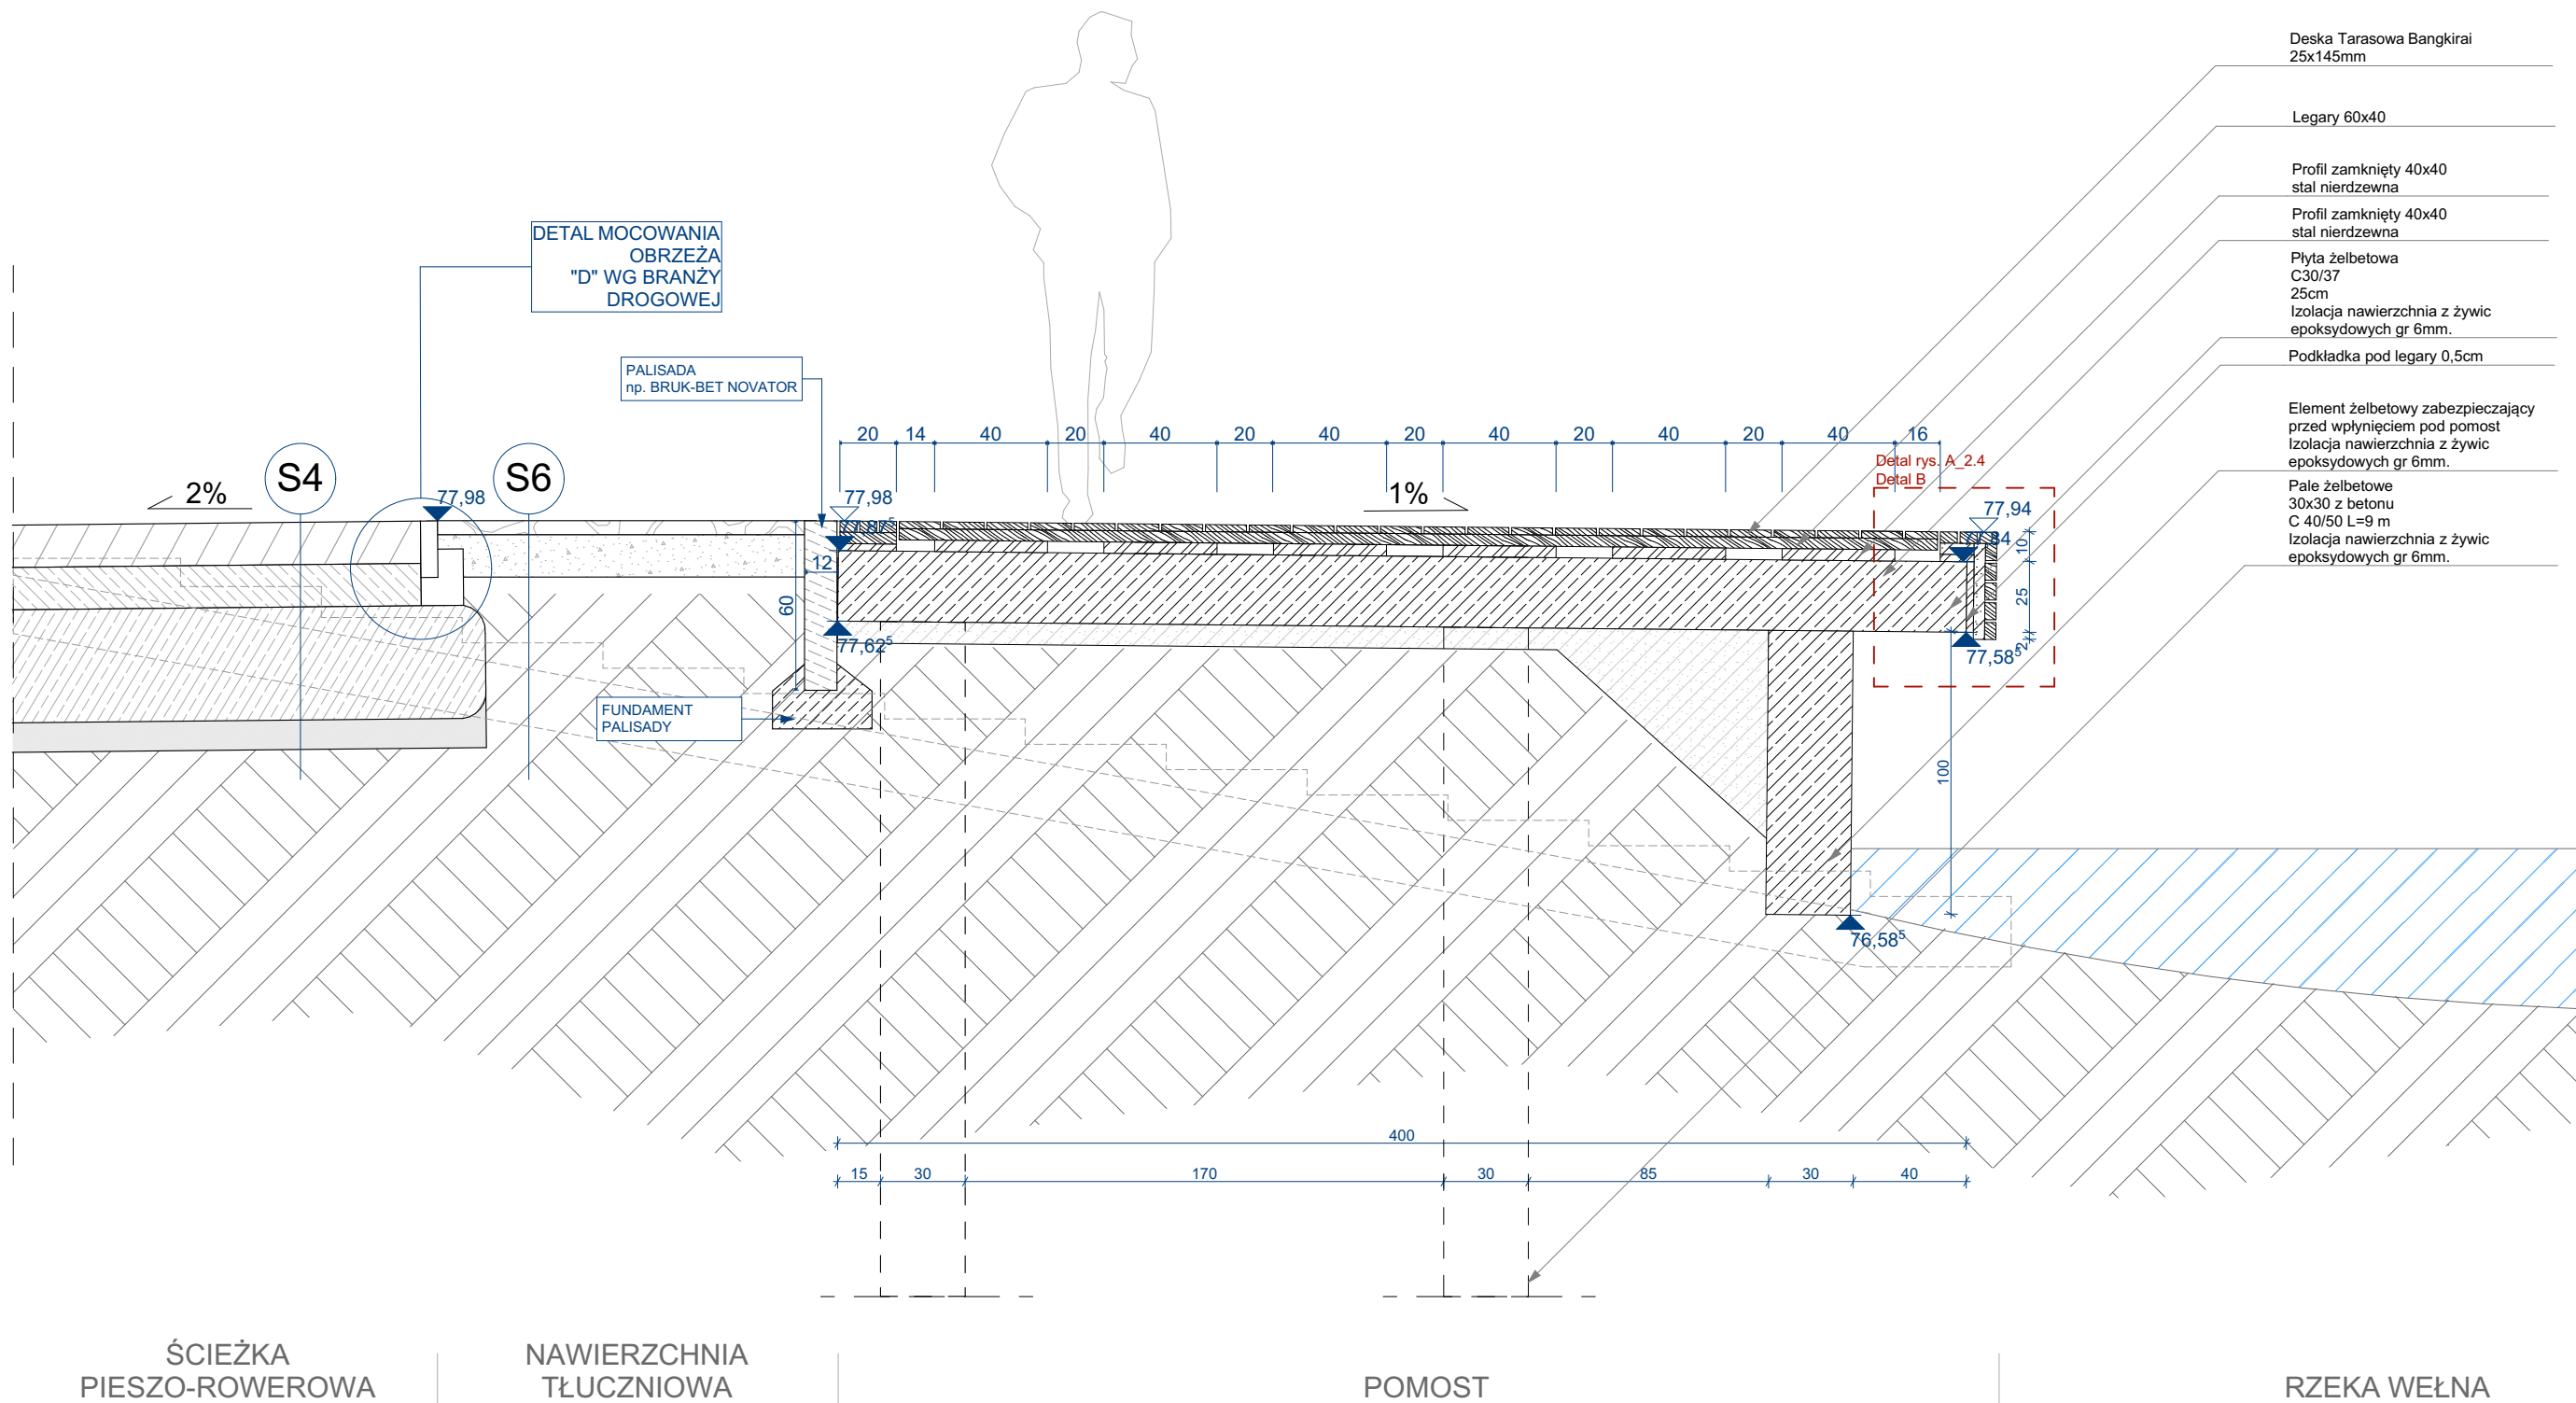 Deska Tarasowa Bangkirai
25x145mm
Legary 60x40
Profil zamknięty 40x40
stal nierdzewna
Profil zamknięty 40x40
stal nierdzewna
Płyta żelbetowa
C30/37
25cm
Izolacja nawierzchnia z żywic
epoksydowych gr 6mm.
Podkładka pod legary 0,5cm
Element żelbetowy zabezpieczający
przed wpłynięciem pod pomost
Izolacja nawierzchnia z żywic
epoksydowych gr 6mm.
Pale żelbetowe
30x30 z betonu
C 40/50 L=9 m
Izolacja nawierzchnia z żywic
epoksydowych gr 6mm.
DETAL MOCOWANIA
OBRZEŻA
"D" WG BRANŻY
DROGOWEJ
PALISADA
np. BRUK-BET NOVATOR
20 14 40 20 40 20 40 20 40 20 40 20 40 16
Detal rys. A_2.4
Detal B
S4
S6
2%
77,98
77,98
1%
77,94
77,84
10
12
60
25
2
77,62⁵
77,58⁵
FUNDAMENT
PALISADY
100
76,58⁵
400
15 30 170 30 85 30 40
ŚCIEŻKA
PIESZO-ROWEROWA
NAWIERZCHNIA
TŁUCZNIOWA
POMOST
RZEKA WEŁNA